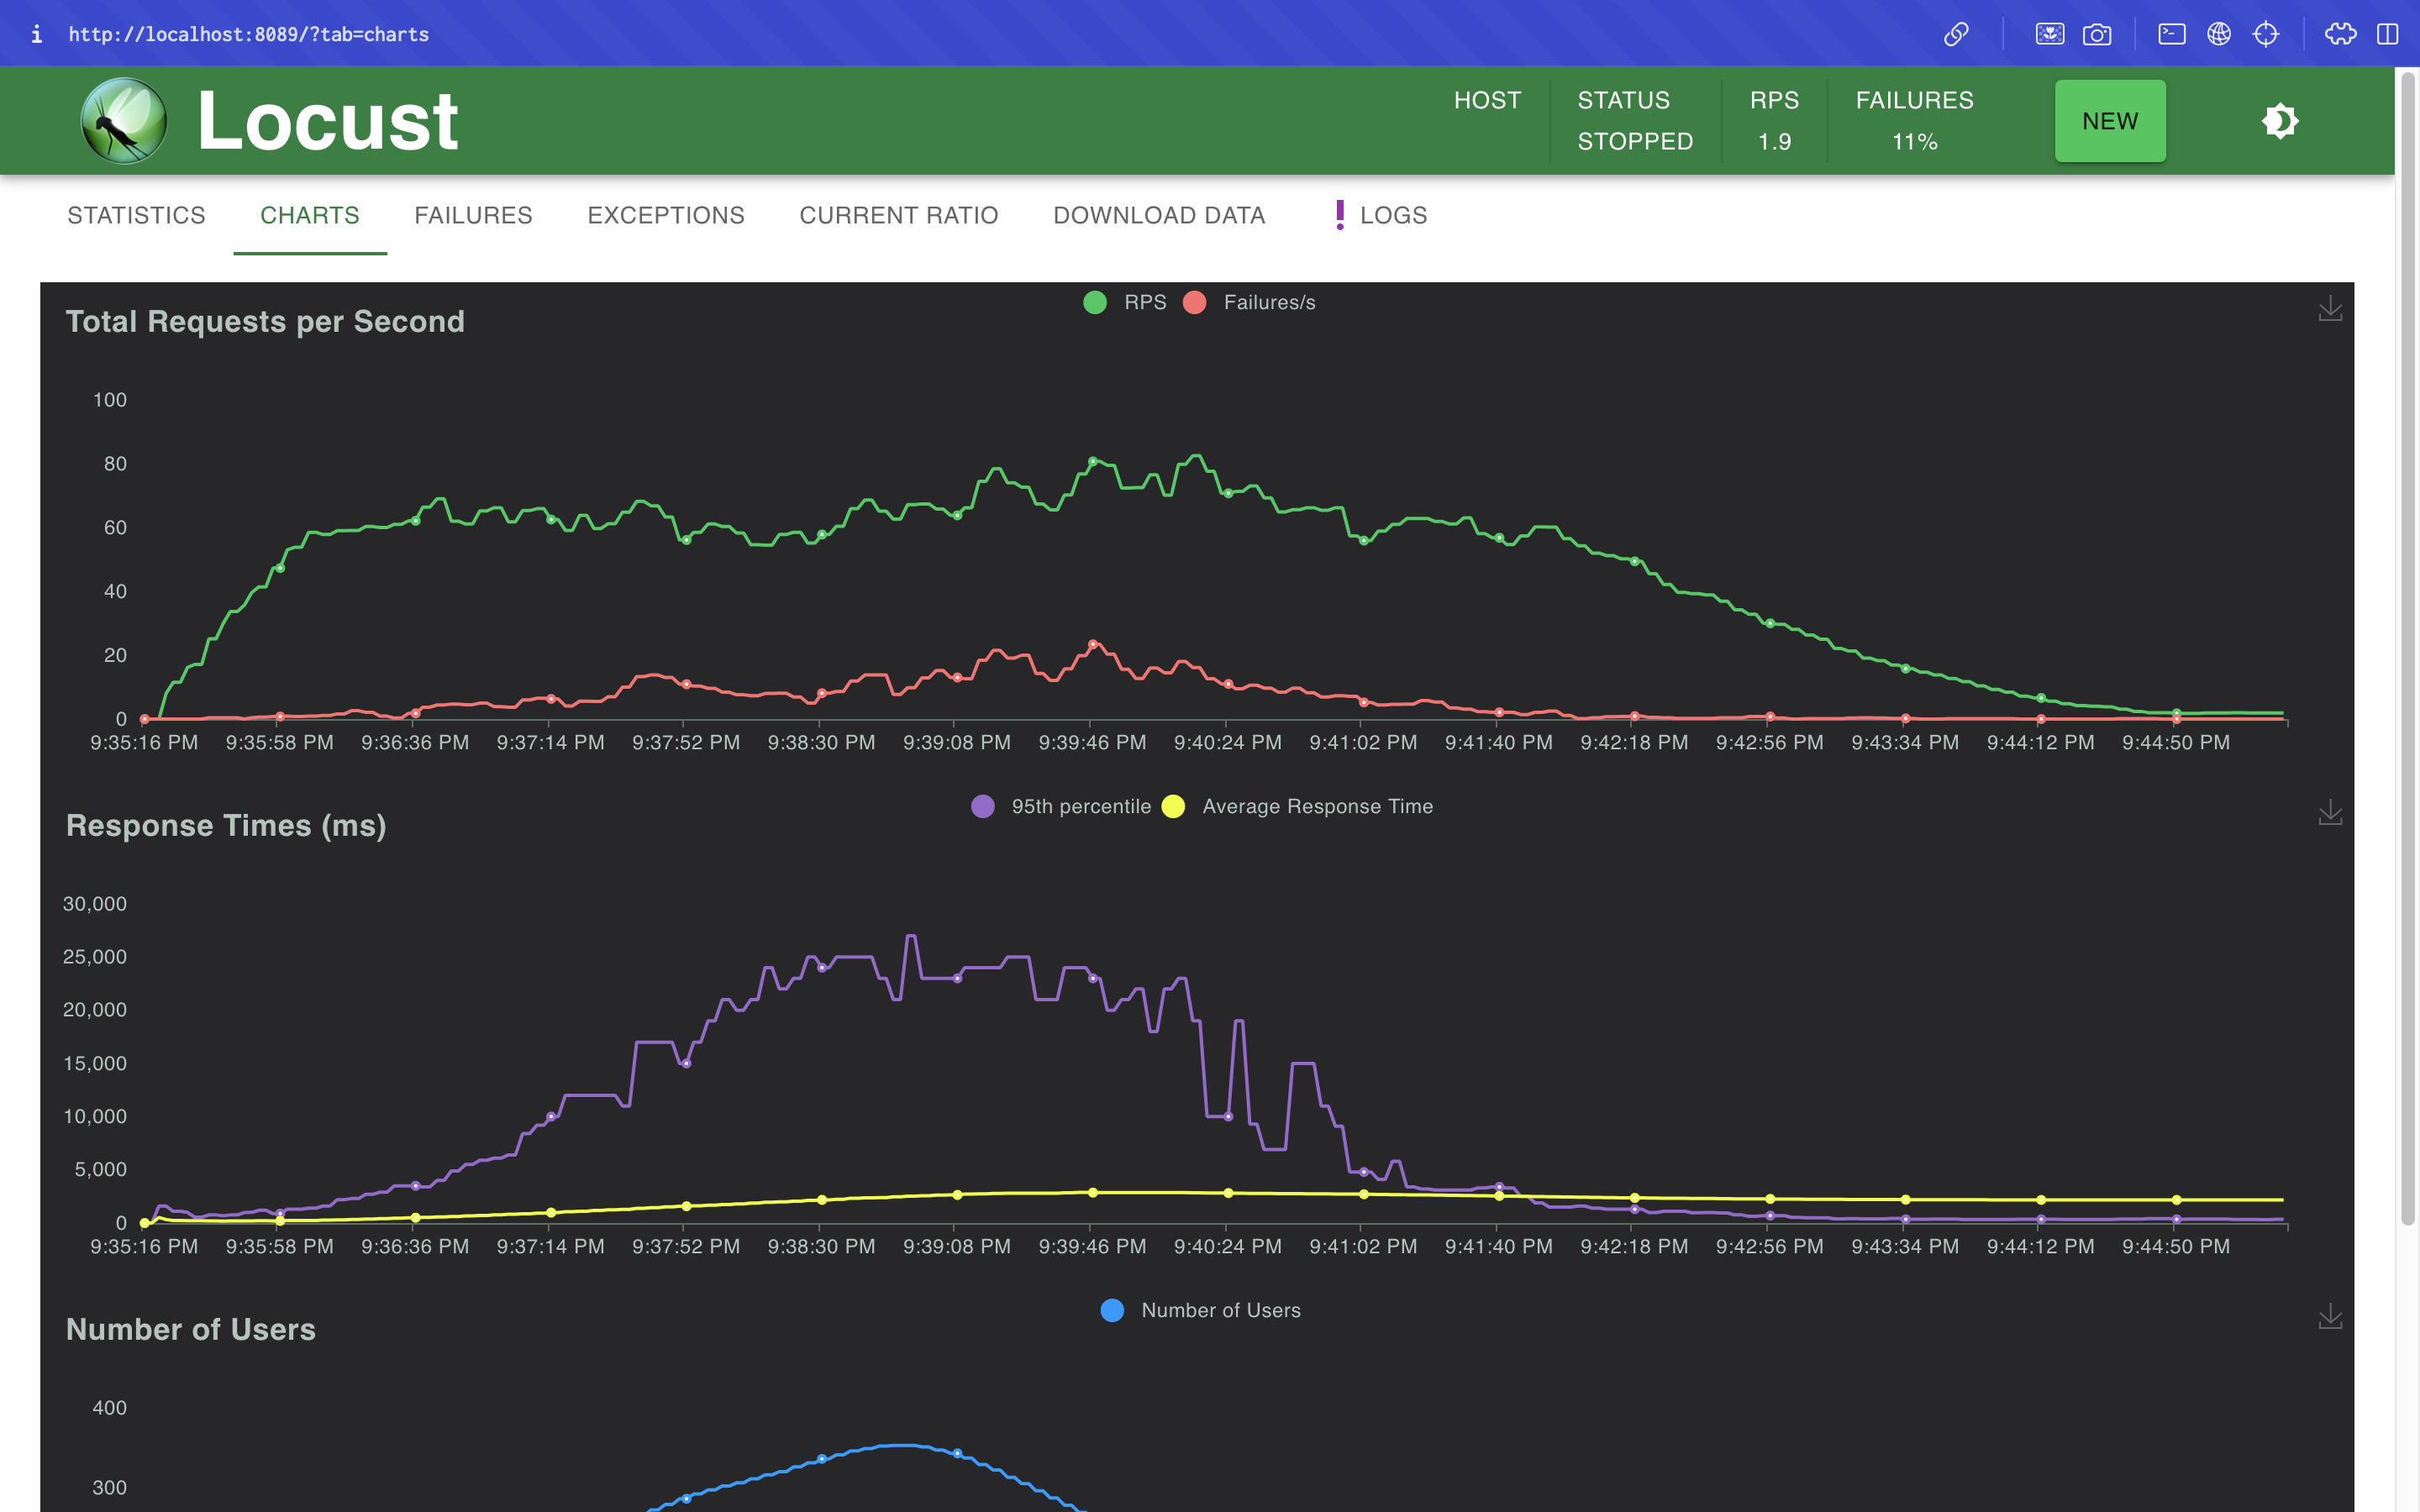 http://localhost:8089/?tab=charts
Locust
HOST
STATUS
STOPPED
RPS
1.9
FAILURES
11%
NEW
STATISTICS
CHARTS
FAILURES
EXCEPTIONS
CURRENT RATIO
DOWNLOAD DATA
LOGS
Total Requests per Second
RPS
Failures/s
100
80
60
40
20
0
9:35:16 PM
9:35:58 PM
9:36:36 PM
9:37:14 PM
9:37:52 PM
9:38:30 PM
9:39:08 PM
9:39:46 PM
9:40:24 PM
9:41:02 PM
9:41:40 PM
9:42:18 PM
9:42:56 PM
9:43:34 PM
9:44:12 PM
9:44:50 PM
Response Times (ms)
95th percentile
Average Response Time
30,000
25,000
20,000
15,000
10,000
5,000
0
9:35:16 PM
9:35:58 PM
9:36:36 PM
9:37:14 PM
9:37:52 PM
9:38:30 PM
9:39:08 PM
9:39:46 PM
9:40:24 PM
9:41:02 PM
9:41:40 PM
9:42:18 PM
9:42:56 PM
9:43:34 PM
9:44:12 PM
9:44:50 PM
Number of Users
Number of Users
400
300